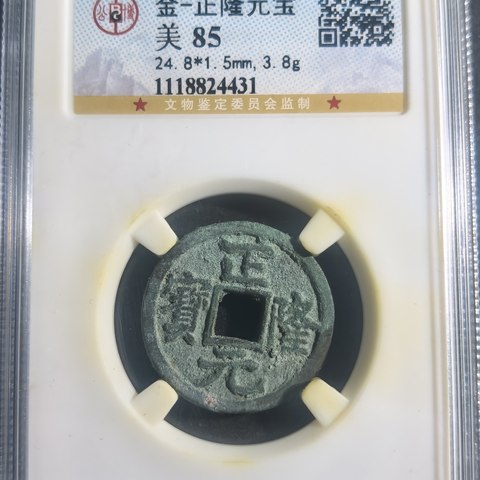 金-正隆元宝
美 85
24.8*1.5mm, 3.8g
1118824431
★ 文物鉴定委员会监制 ★
正隆元寶